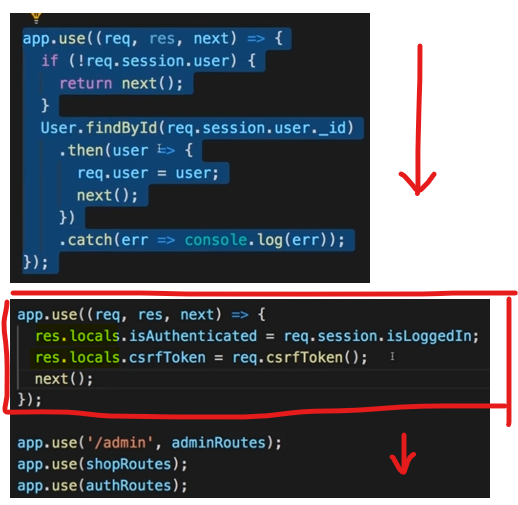 app.use((req, res, next) => {
if (!req.session.user) {
return next();
}
User.findById(req.session.user._id)
.then(user => {
req.user = user;
next();
})
.catch(err => console.log(err));
});
app.use((req, res, next) => {
res.locals.isAuthenticated = req.session.isLoggedIn;
res.locals.csrfToken = req.csrfToken();
next();
});
app.use('/admin', adminRoutes);
app.use(shopRoutes);
app.use(authRoutes);